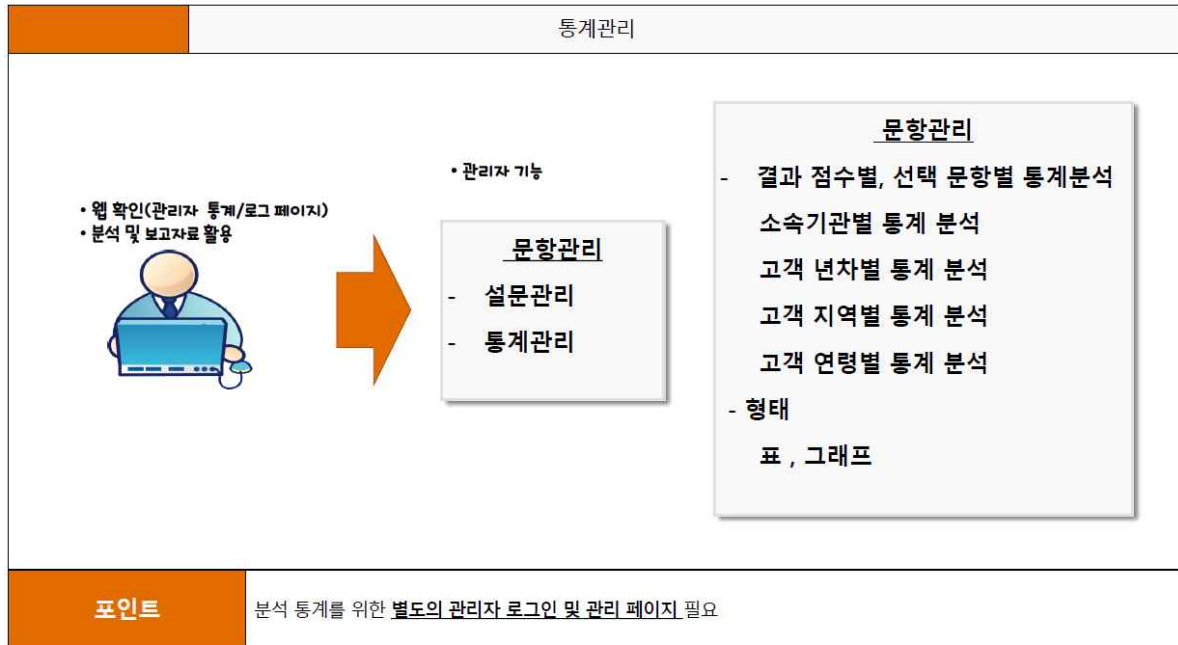 통계관리
• 웹 확인(관리자 통계/로그 페이지)
• 분석 및 보고자료 활용
• 관리자 기능
문항관리
- 설문관리
- 통계관리
문항관리
- 결과 점수별, 선택 문항별 통계분석
소속기관별 통계 분석
고객 년차별 통계 분석
고객 지역별 통계 분석
고객 연령별 통계 분석
- 형태
표 , 그래프
포인트
분석 통계를 위한 별도의 관리자 로그인 및 관리 페이지 필요